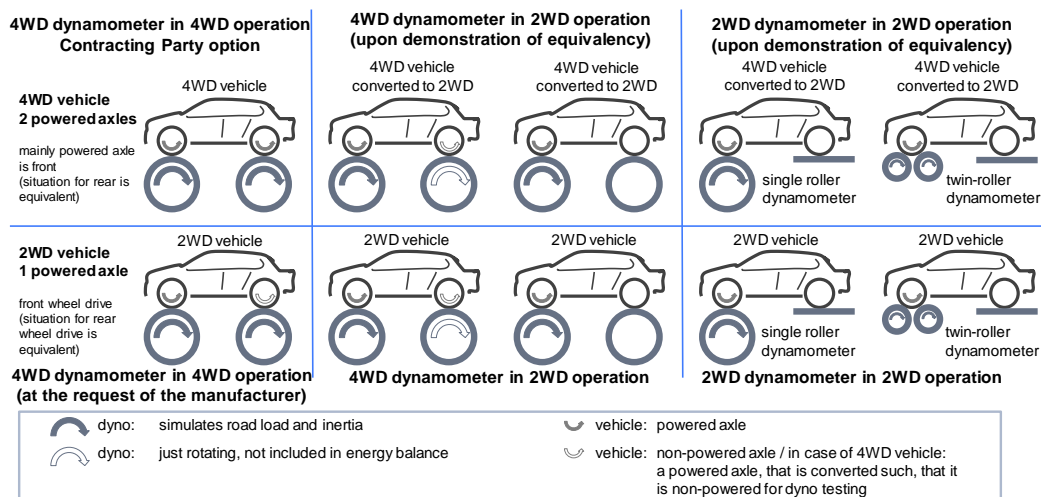 4WD dynamometer in 4WD operation
Contracting Party option
4WD dynamometer in 2WD operation
(upon demonstration of equivalency)
2WD dynamometer in 2WD operation
(upon demonstration of equivalency)
4WD vehicle
2 powered axles
mainly powered axle
is front
(situation for rear is
equivalent)
4WD vehicle
4WD vehicle
converted to 2WD
4WD vehicle
converted to 2WD
4WD vehicle
converted to 2WD
single roller
dynamometer
4WD vehicle
converted to 2WD
twin-roller
dynamometer
2WD vehicle
1 powered axle
front wheel drive
(situation for rear
wheel drive is
equivalent)
2WD vehicle
2WD vehicle
2WD vehicle
2WD vehicle
single roller
dynamometer
2WD vehicle
twin-roller
dynamometer
4WD dynamometer in 4WD operation
(at the request of the manufacturer)
4WD dynamometer in 2WD operation
2WD dynamometer in 2WD operation
dyno: simulates road load and inertia
dyno: just rotating, not included in energy balance
vehicle: powered axle
vehicle: non-powered axle / in case of 4WD vehicle:
a powered axle, that is converted such, that it
is non-powered for dyno testing